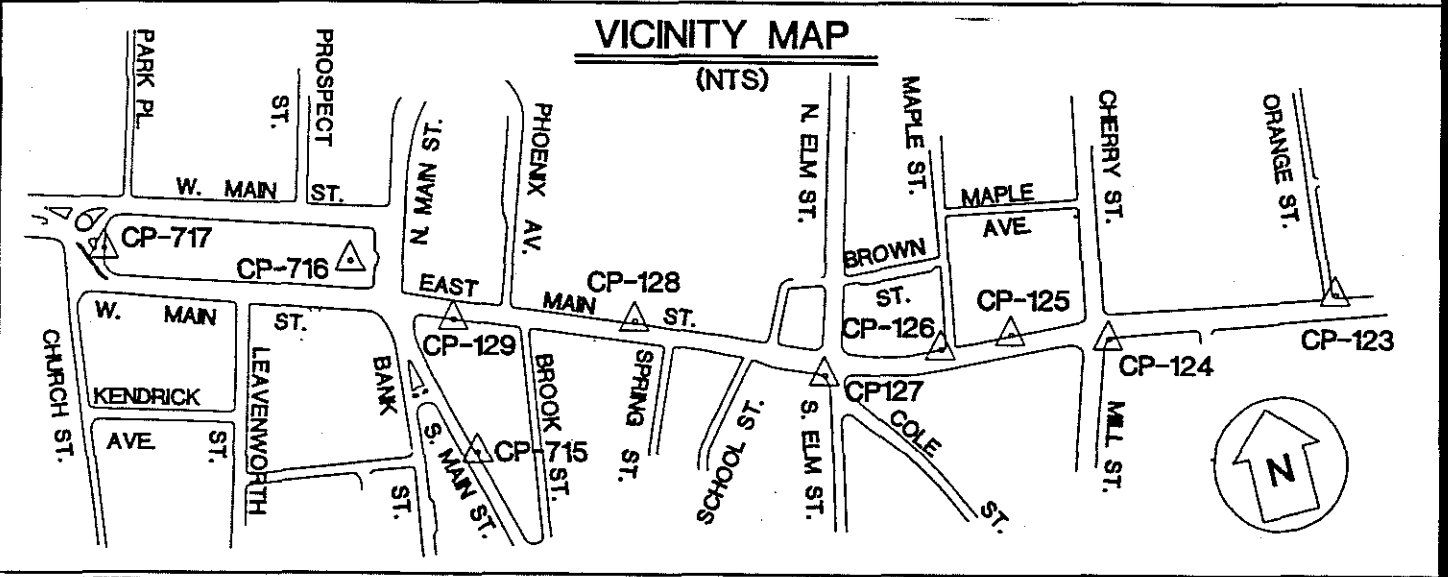 VICINITY MAP
(NTS)
PARK PL.
PROSPECT
ST.
N. MAIN ST.
PHOENIX AV.
N. ELM ST.
MAPLE ST.
CHERRY ST.
ORANGE ST.
W. MAIN ST.
MAPLE
AVE.
CP-717
CP-716
EAST MAIN ST.
CP-128
BROWN
ST.
CP-126
CP-125
CP-123
CP-124
CP-129
CP127
W. MAIN ST.
CHURCH ST.
KENDRICK
AVE.
LEAVENWORTH
ST.
BANK
ST.
S. MAIN ST.
CP-715
BROOK
ST.
SPRING ST.
SCHOOL ST.
S. ELM ST.
COLE
ST.
MILL ST.
N